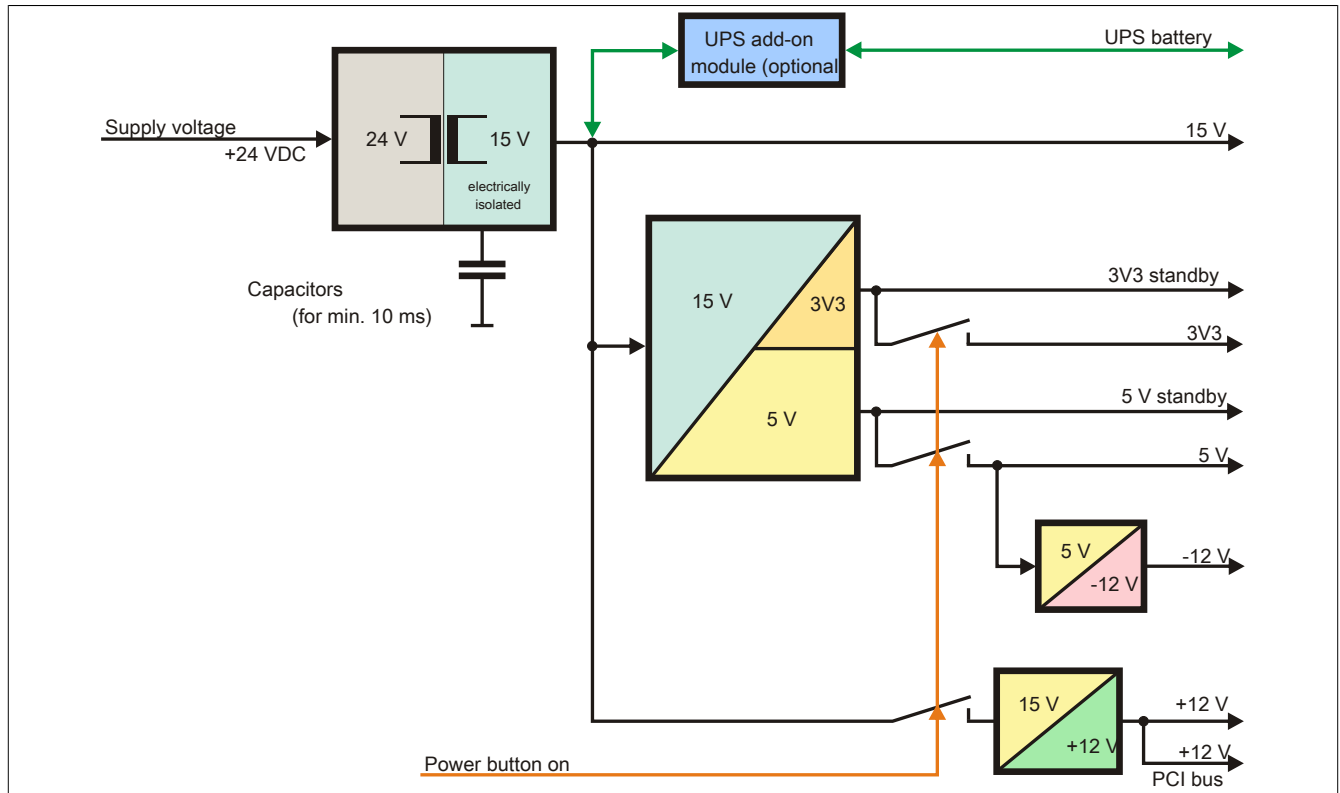 UPS add-on
module (optional
UPS battery
Supply voltage
+24 VDC
24 V
15 V
electrically
isolated
15 V
Capacitors
(for min. 10 ms)
15 V
3V3
5 V
3V3 standby
3V3
5 V standby
5 V
5 V
-12 V
-12 V
15 V
+12 V
+12 V
+12 V
PCI bus
Power button on